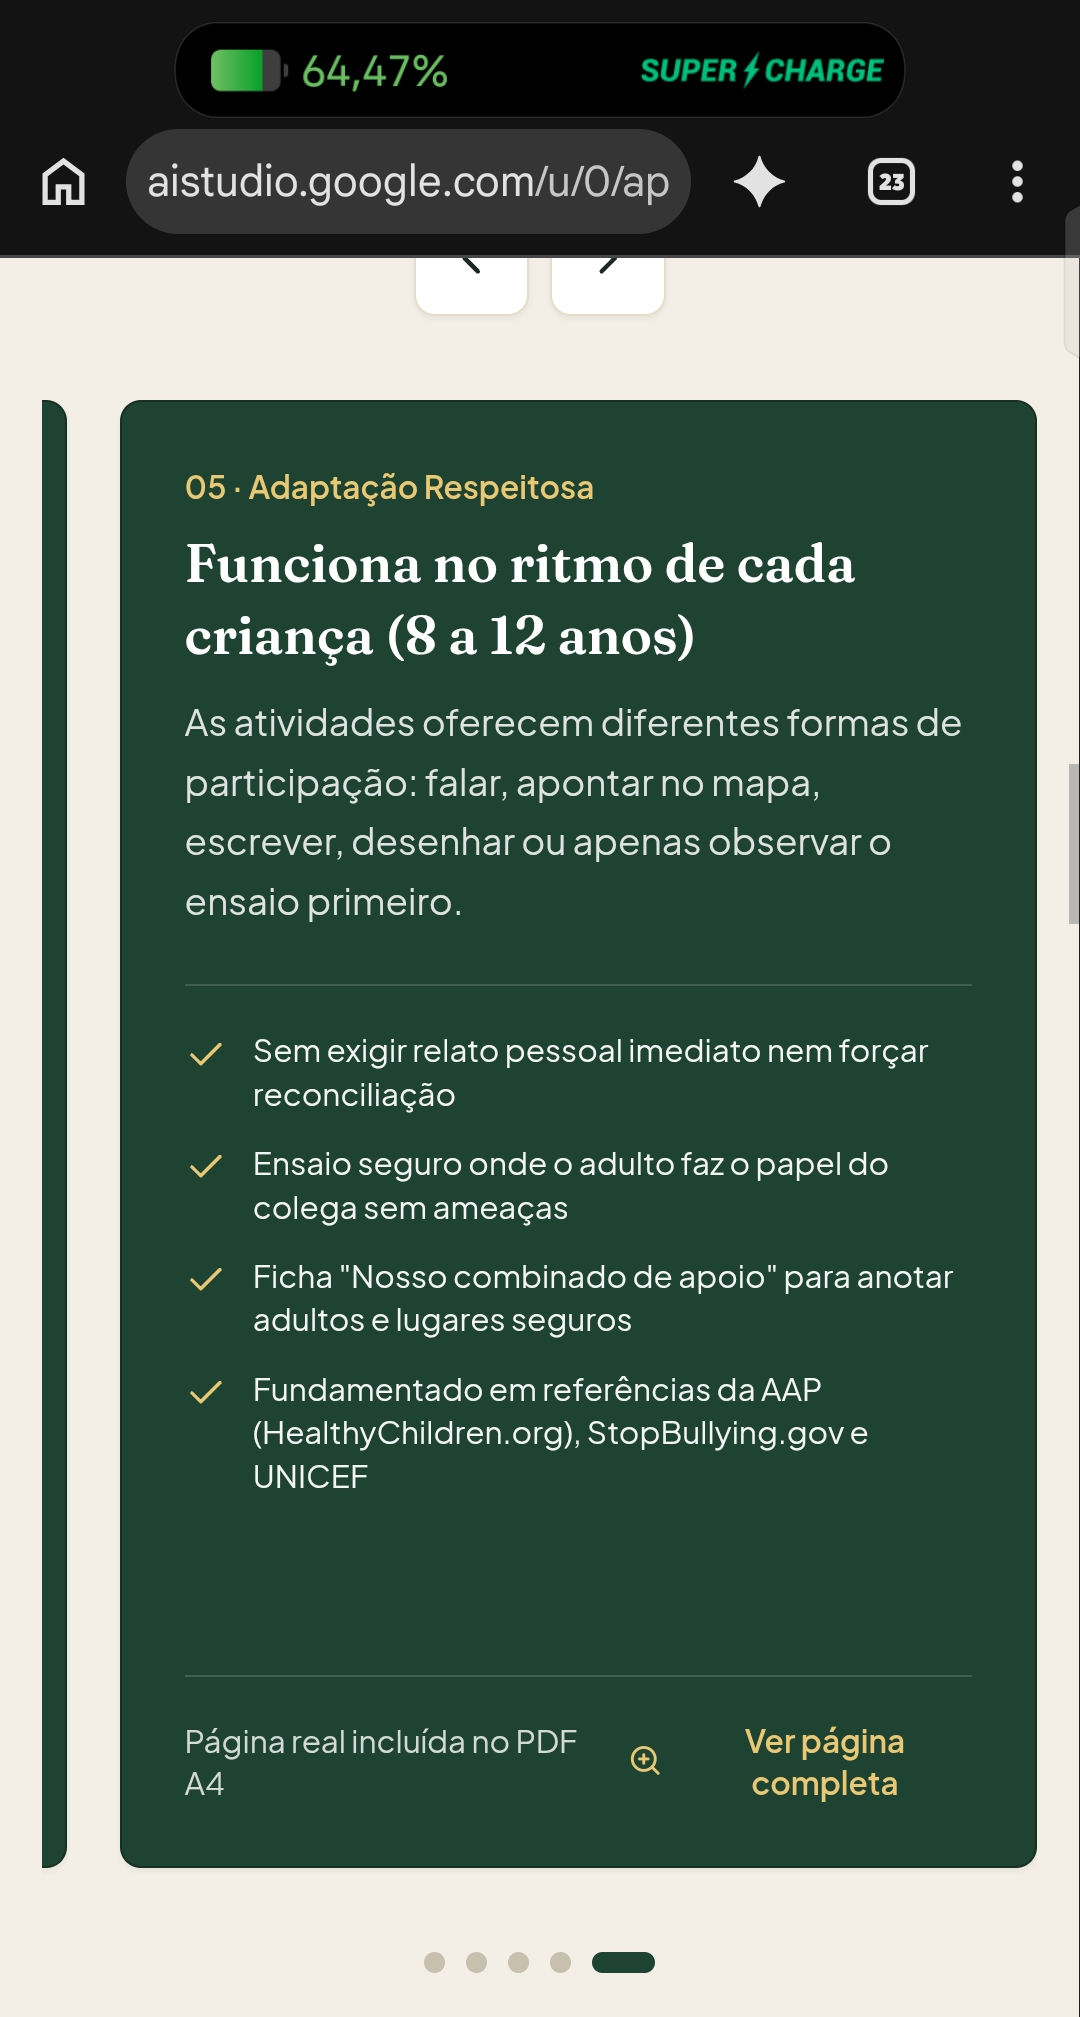 64,47%
SUPER CHARGE
aistudio.google.com/u/0/ap
23
05 · Adaptação Respeitosa
Funciona no ritmo de cada
criança (8 a 12 anos)
As atividades oferecem diferentes formas de
participação: falar, apontar no mapa,
escrever, desenhar ou apenas observar o
ensaio primeiro.
Sem exigir relato pessoal imediato nem forçar
reconciliação
Ensaio seguro onde o adulto faz o papel do
colega sem ameaças
Ficha "Nosso combinado de apoio" para anotar
adultos e lugares seguros
Fundamentado em referências da AAP
(HealthyChildren.org), StopBullying.gov e
UNICEF
Página real incluída no PDF
A4
Ver página
completa